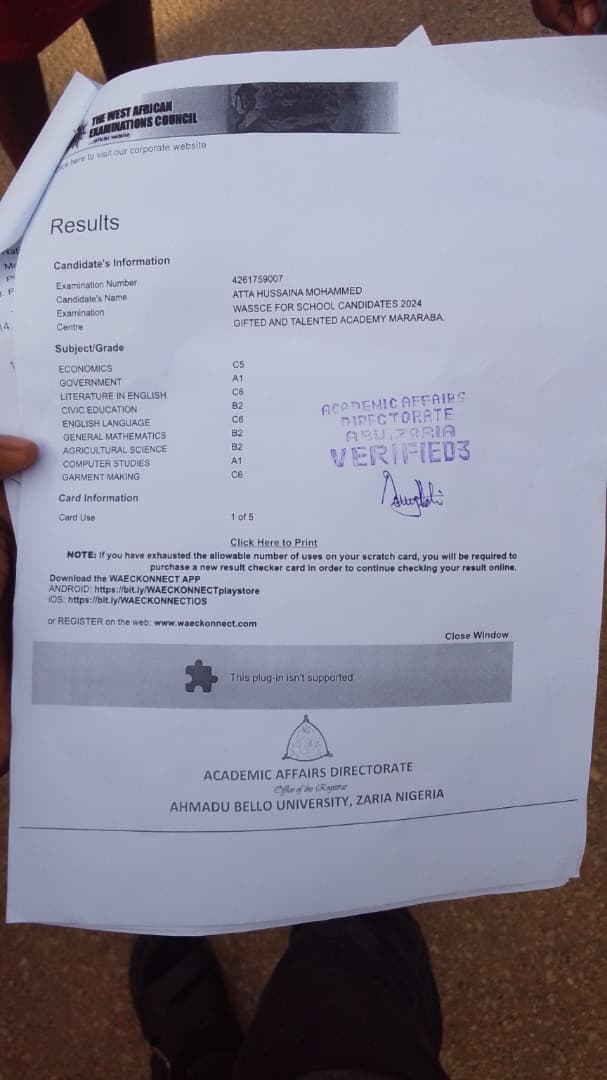 THE WEST AFRICAN
EXAMINATIONS COUNCIL
here to visit our corporate website
Results
Candidate's Information
Examination Number 4261759007
Candidate's Name ATTA HUSSAINA MOHAMMED
Examination WASSCE FOR SCHOOL CANDIDATES 2024
Centre GIFTED AND TALENTED ACADEMY MARARABA.
Subject/Grade
ECONOMICS C5
GOVERNMENT A1
LITERATURE IN ENGLISH C6
CIVIC EDUCATION B2
ENGLISH LANGUAGE C6
GENERAL MATHEMATICS B2
AGRICULTURAL SCIENCE B2
COMPUTER STUDIES A1
GARMENT MAKING C6
ACADEMIC AFFAIRS
DIRECTORATE
ABU, ZARIA
VERIFIED3
Card Information
Card Use 1 of 5
Click Here to Print
NOTE: If you have exhausted the allowable number of uses on your scratch card, you will be required to
purchase a new result checker card in order to continue checking your result online.
Download the WAECKONNECT APP
ANDROID: https://bit.ly/WAECKONNECTplaystore
iOS: https://bit.ly/WAECKONNECTIOS
or REGISTER on the web: www.waeckonnect.com
Close Window
This plug-in isn't supported
ACADEMIC AFFAIRS DIRECTORATE
Office of the Registrar
AHMADU BELLO UNIVERSITY, ZARIA NIGERIA